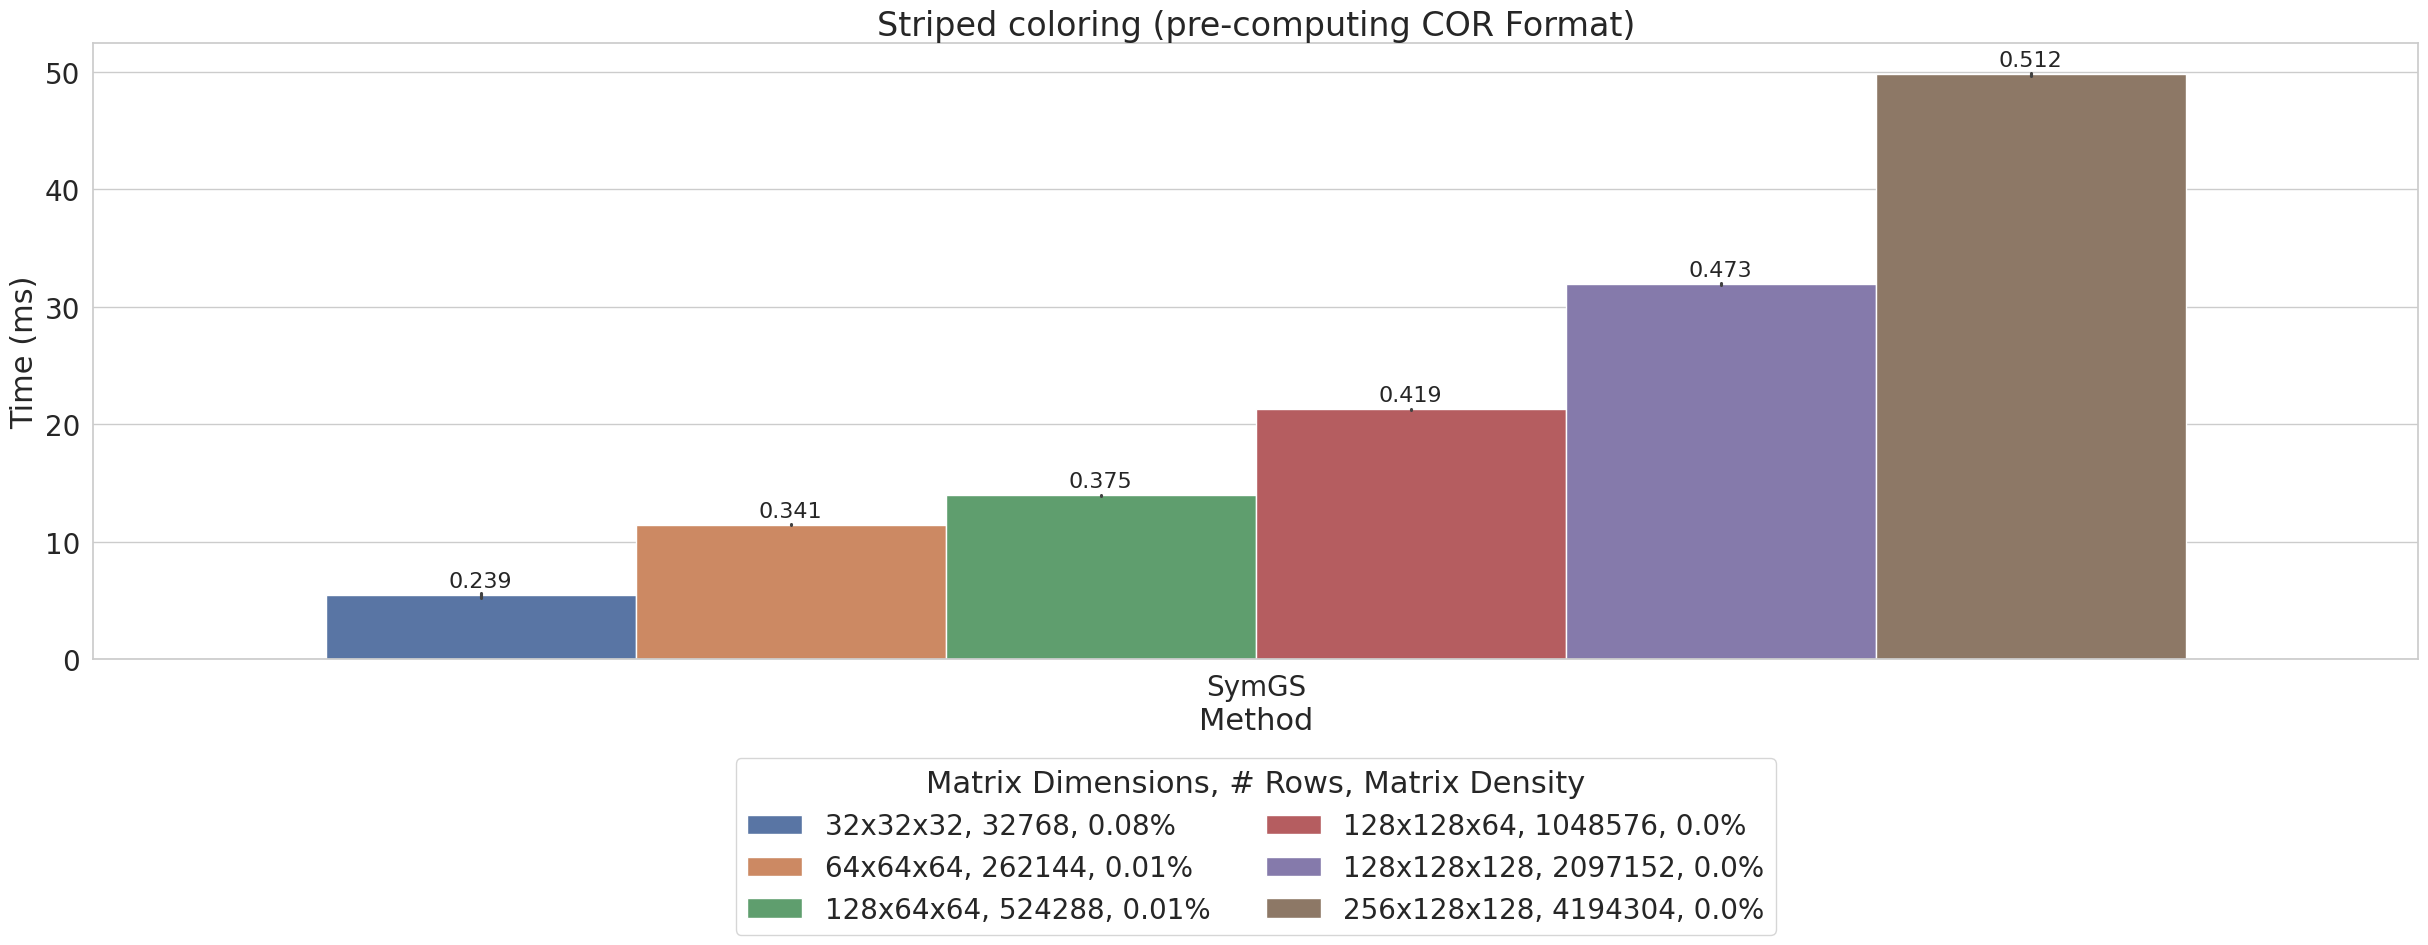 Striped coloring (pre-computing COR Format)
Time (ms)
50
40
30
20
10
0
0.239
0.341
0.375
0.419
0.473
0.512
SymGS
Method
Matrix Dimensions, # Rows, Matrix Density
32x32x32, 32768, 0.08%
64x64x64, 262144, 0.01%
128x64x64, 524288, 0.01%
128x128x64, 1048576, 0.0%
128x128x128, 2097152, 0.0%
256x128x128, 4194304, 0.0%